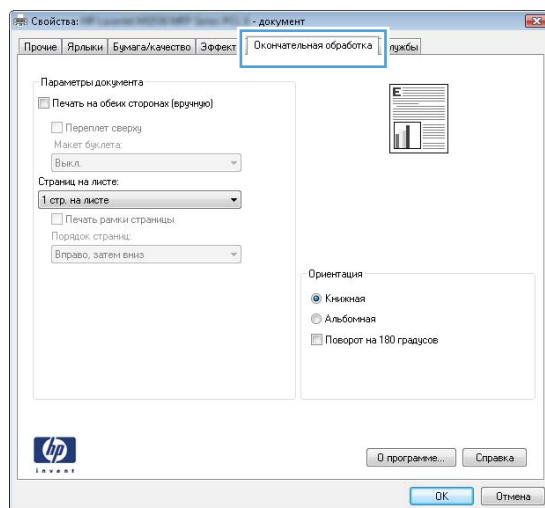 Свойства: - документ
Прочие Ярлыки Бумага/качество Эффект Окончательная обработка лужбы
Параметры документа
Печать на обеих сторонах (вручную)
Переплет сверху
Макет буклета:
Выкл.
Страниц на листе:
1 стр. на листе
Печать рамки страницы
Порядок страниц:
Вправо, затем вниз
E
Ориентация
Книжная
Альбомная
Поворот на 180 градусов
hp
invent
О программе... Справка
OK Отмена